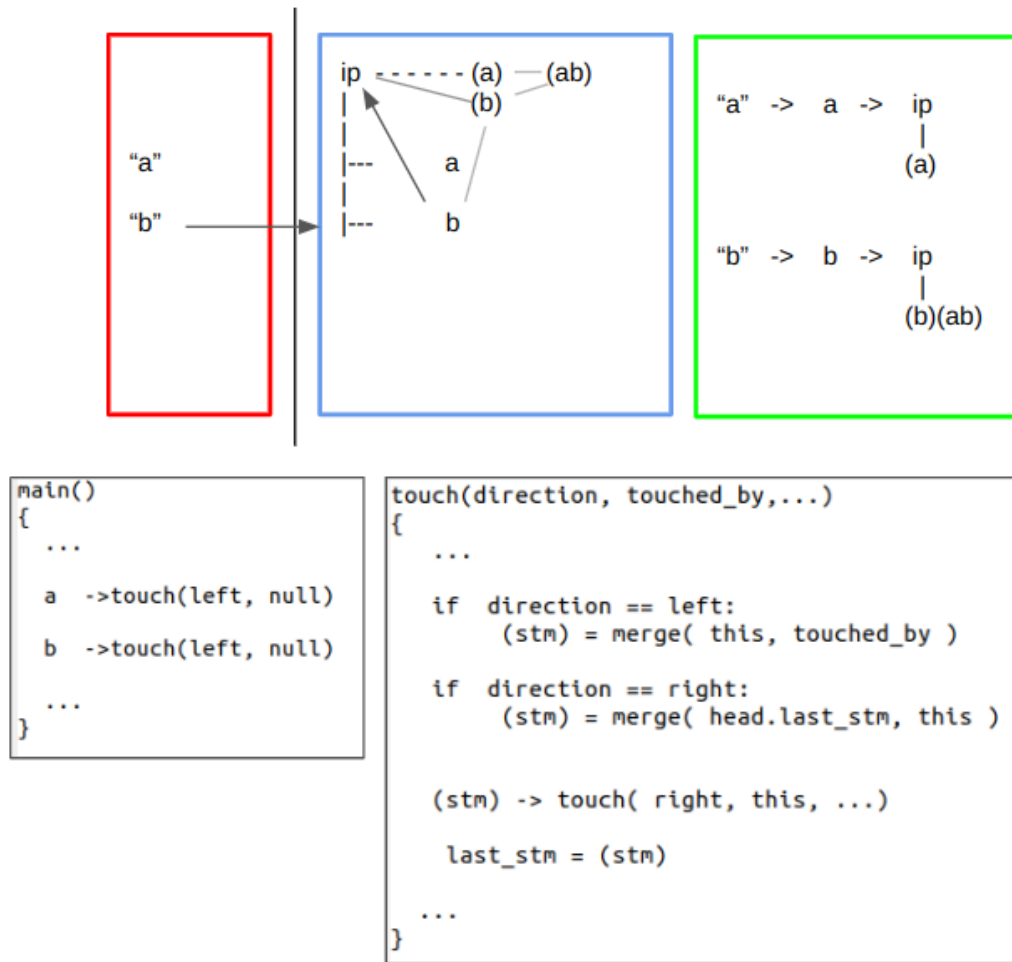 “a”
“b”
ip - - - - - - (a) (ab)
(b)
|
|
|--- a
|
|--- b
“a” -> a -> ip
|
(a)
“b” -> b -> ip
|
(b)(ab)
main()
{
...
a ->touch(left, null)
b ->touch(left, null)
...
}
touch(direction, touched_by,...)
{
...
if direction == left:
(stm) = merge( this, touched_by )
if direction == right:
(stm) = merge( head.last_stm, this )
(stm) -> touch( right, this, ...)
last_stm = (stm)
...
}